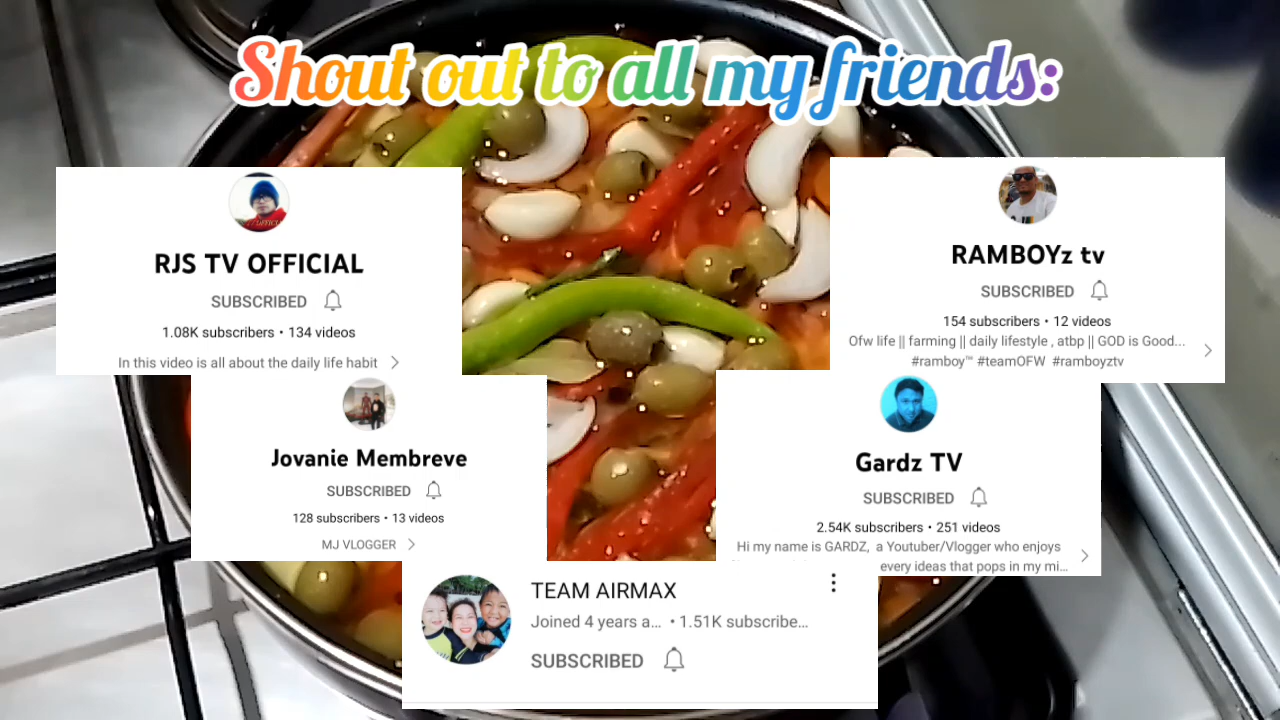 Shout out to all my friends:
RJS TV OFFICIAL
SUBSCRIBED
1.08K subscribers • 134 videos
In this video is all about the daily life habit
RAMBOYz tv
SUBSCRIBED
154 subscribers • 12 videos
Ofw life || farming || daily lifestyle , atbp || GOD is Good...
#ramboy™ #teamOFW #ramboyztv
Jovanie Membreve
SUBSCRIBED
128 subscribers • 13 videos
MJ VLOGGER
Gardz TV
SUBSCRIBED
2.54K subscribers • 251 videos
Hi my name is GARDZ, a Youtuber/Vlogger who enjoys
every ideas that pops in my mi...
TEAM AIRMAX
Joined 4 years a... • 1.51K subscribe...
SUBSCRIBED